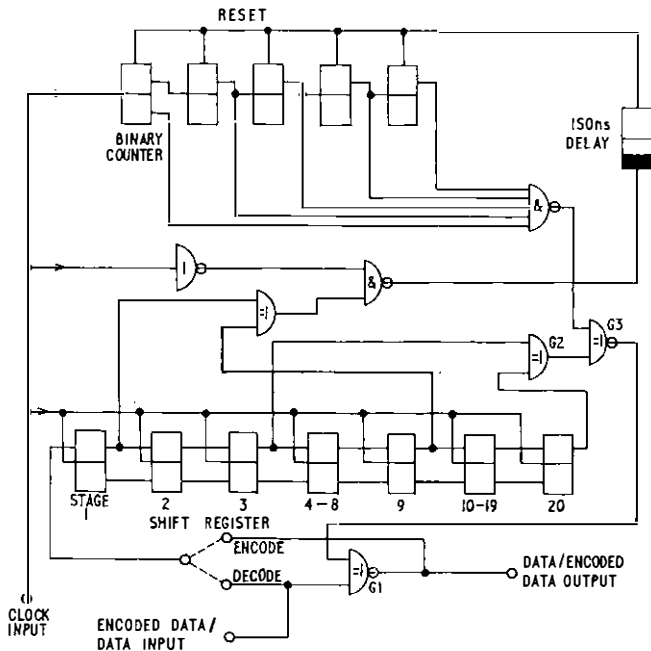 RESET
BINARY
COUNTER
150ns
DELAY
&
1
&
=1
G2
=1
G3
=1
STAGE
1
2
3
4-8
9
10-19
20
SHIFT REGISTER
ENCODE
DECODE
=1
G1
DATA/ENCODED
DATA OUTPUT
CLOCK
INPUT
ENCODED DATA/
DATA INPUT